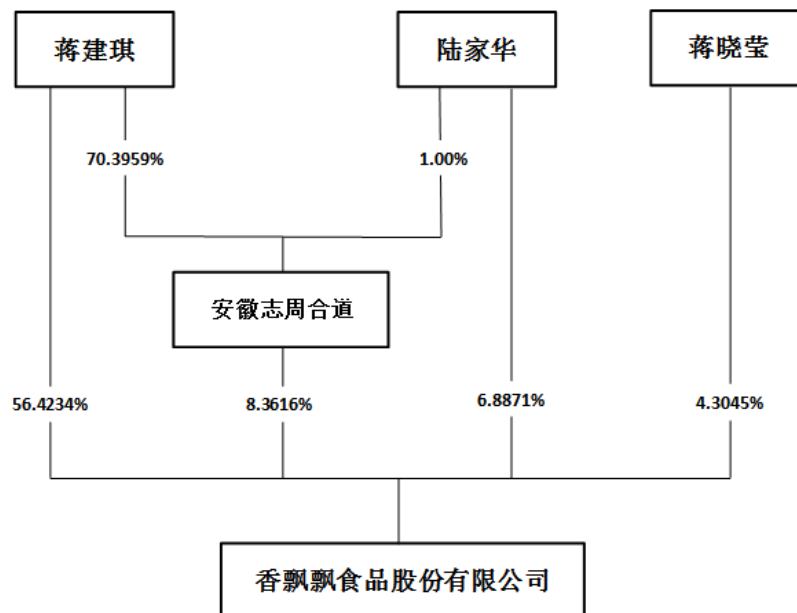 蒋建琪
陆家华
蒋晓莹
70.3959%
1.00%
安徽志周合道
56.4234%
8.3616%
6.8871%
4.3045%
香飘飘食品股份有限公司